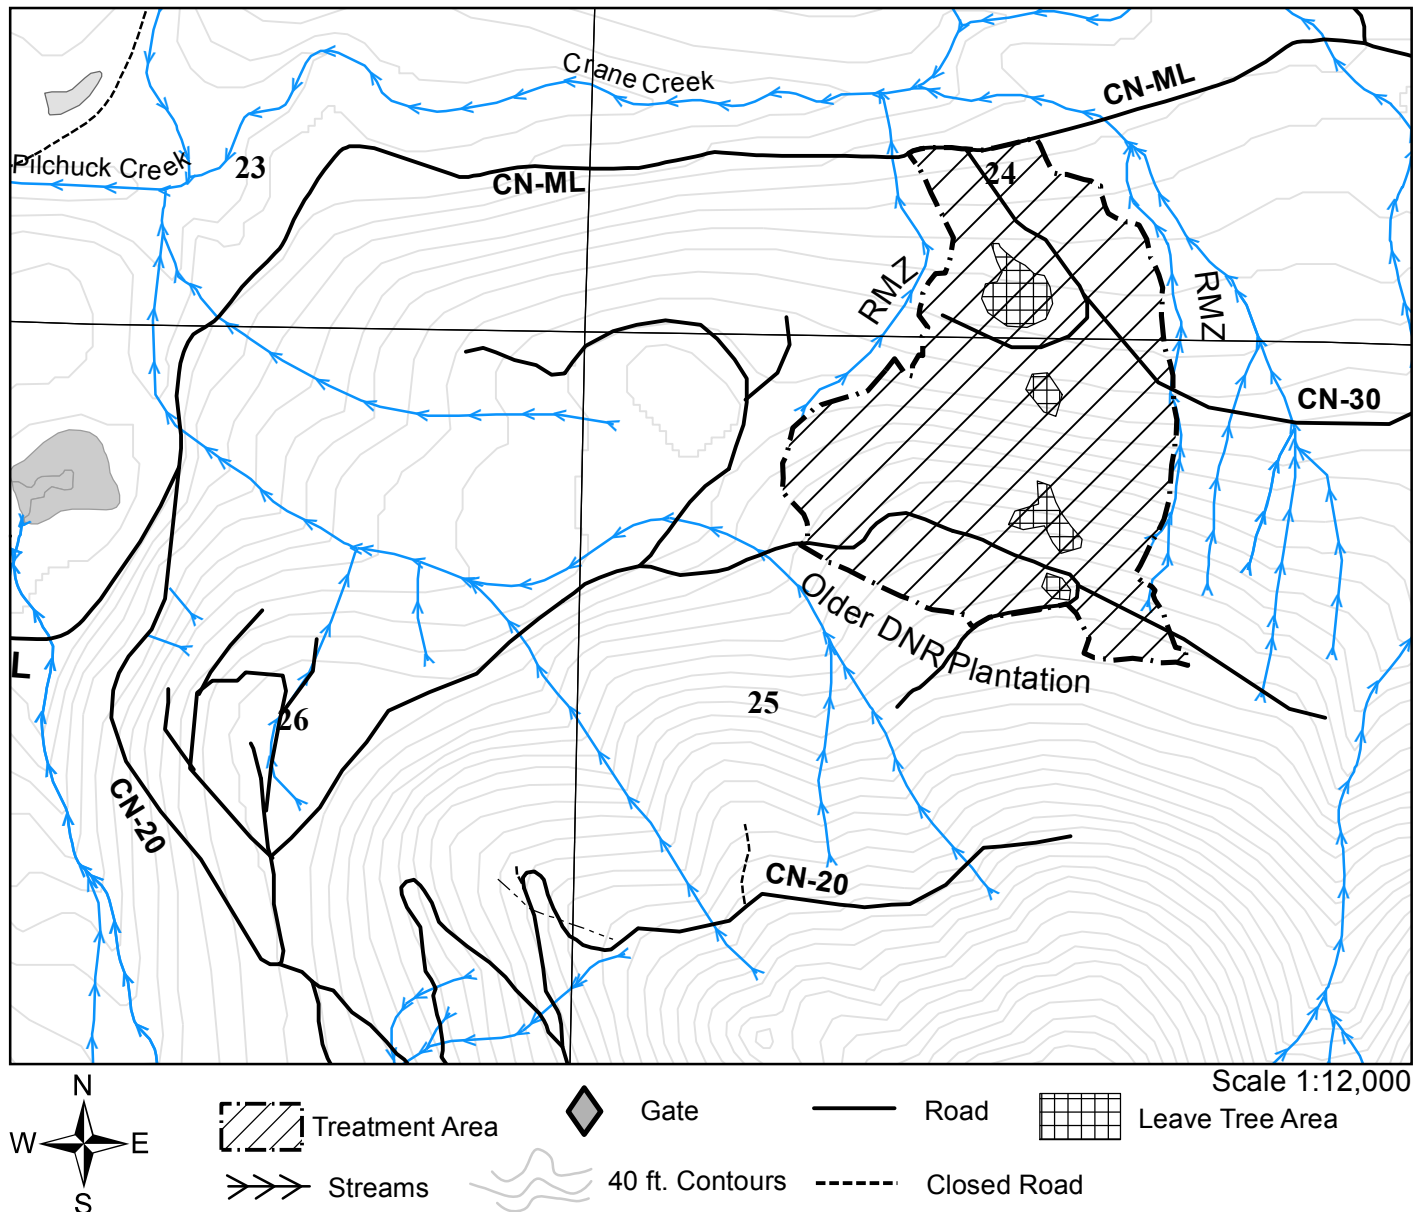 Crane Creek
CN-ML
Pilchuck Creek
23
CN-ML
24
RMZ
RMZ
CN-30
Older DNR Plantation
L
26
25
CN-20
CN-20
Scale 1:12,000
N
W
E
S
Treatment Area
Gate
Road
Leave Tree Area
Streams
40 ft. Contours
Closed Road